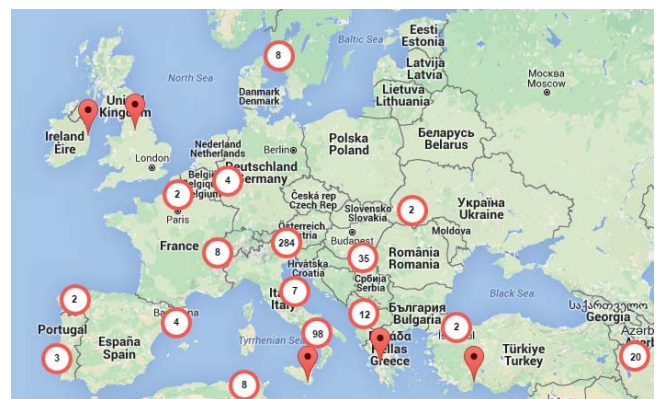 Baltic Sea
Eesti
Estonia
8
Latvija
Latvia
Москва
Moscow
North Sea
Danmark
Denmark
Lietuva
Lithuania
United
Kingdom
Ireland
Éire
Беларусь
Belarus
Nederland
Netherlands
Berlin
Polska
Poland
London
Deutschland
Germany
4
België
Belgique
Belgium
2
Česká rep
Czech Rep
Україна
Ukraine
Slovensko
Slovakia
2
Paris
Österreich
Austria
284
Budapest
Moldova
France
8
35
România
Romania
Hrvatska
Croatia
Србија
Serbia
Italia
Italy
7
Black Sea
საქართველო
Georgia
2
България
Bulgaria
12
Portugal
España
Spain
4
98
Tyrrhenian Sea
2
Hellas
Greece
Türkiye
Turkey
20
3
8